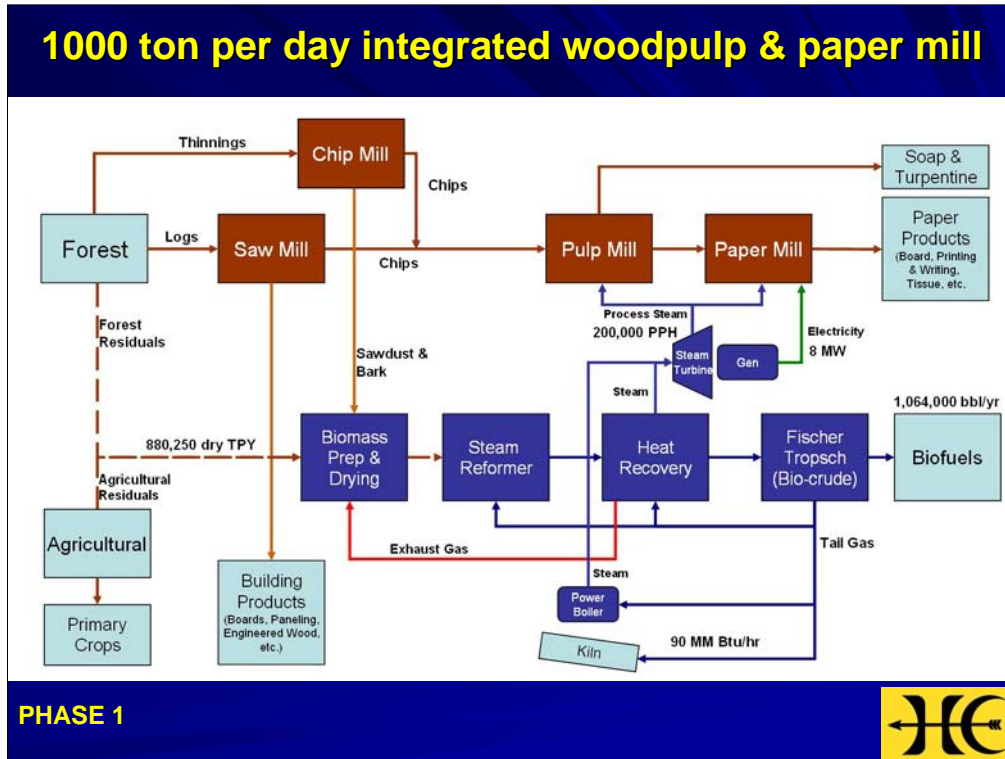 1000 ton per day integrated woodpulp & paper mill
Thinnings
Chip Mill
Chips
Soap &
Turpentine
Forest
Logs
Saw Mill
Chips
Pulp Mill
Paper Mill
Paper
Products
(Board, Printing
& Writing,
Tissue, etc.
Forest
Residuals
Sawdust &
Bark
Process Steam
200,000 PPH
Steam
Turbine
Gen
Electricity
8 MW
Steam
1,064,000 bbl/yr
880,250 dry TPY
Agricultural
Residuals
Biomass
Prep &
Drying
Steam
Reformer
Heat
Recovery
Fischer
Tropsch
(Bio-crude)
Biofuels
Agricultural
Exhaust Gas
Tail Gas
Primary
Crops
Building
Products
(Boards, Paneling,
Engineered Wood,
etc.)
Steam
Power
Boiler
Kiln
90 MM Btu/hr
PHASE 1
HC